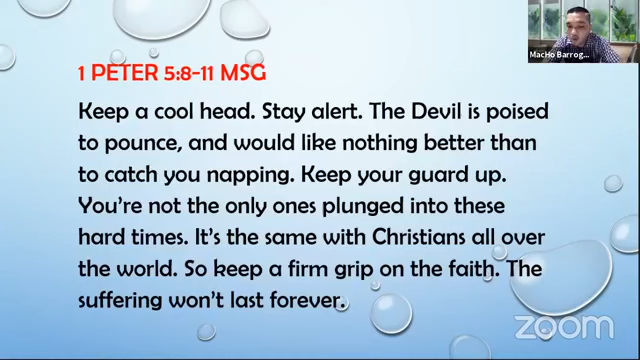 MacHo Barrog...
1 PETER 5:8-11 MSG
Keep a cool head. Stay alert. The Devil is poised
to pounce, and would like nothing better than
to catch you napping. Keep your guard up.
You're not the only ones plunged into these
hard times. It's the same with Christians all over
the world. So keep a firm grip on the faith. The
suffering won't last forever.
zoom